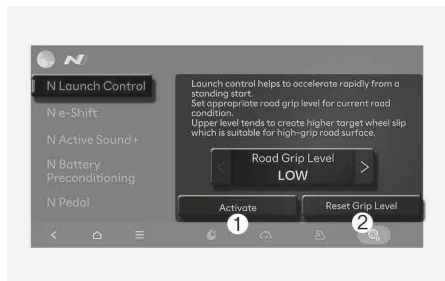 N
N Launch Control
N e-Shift
N Active Sound+
N Battery
Preconditioning
N Pedal
Launch control helps to accelerate rapidly from a
standing start.
Set appropriate road grip level for current road
condition.
Upper level tends to create higher target wheel slip
which is suitable for high-grip road surface.
< Road Grip Level >
LOW
Activate
Reset Grip Level
1
2